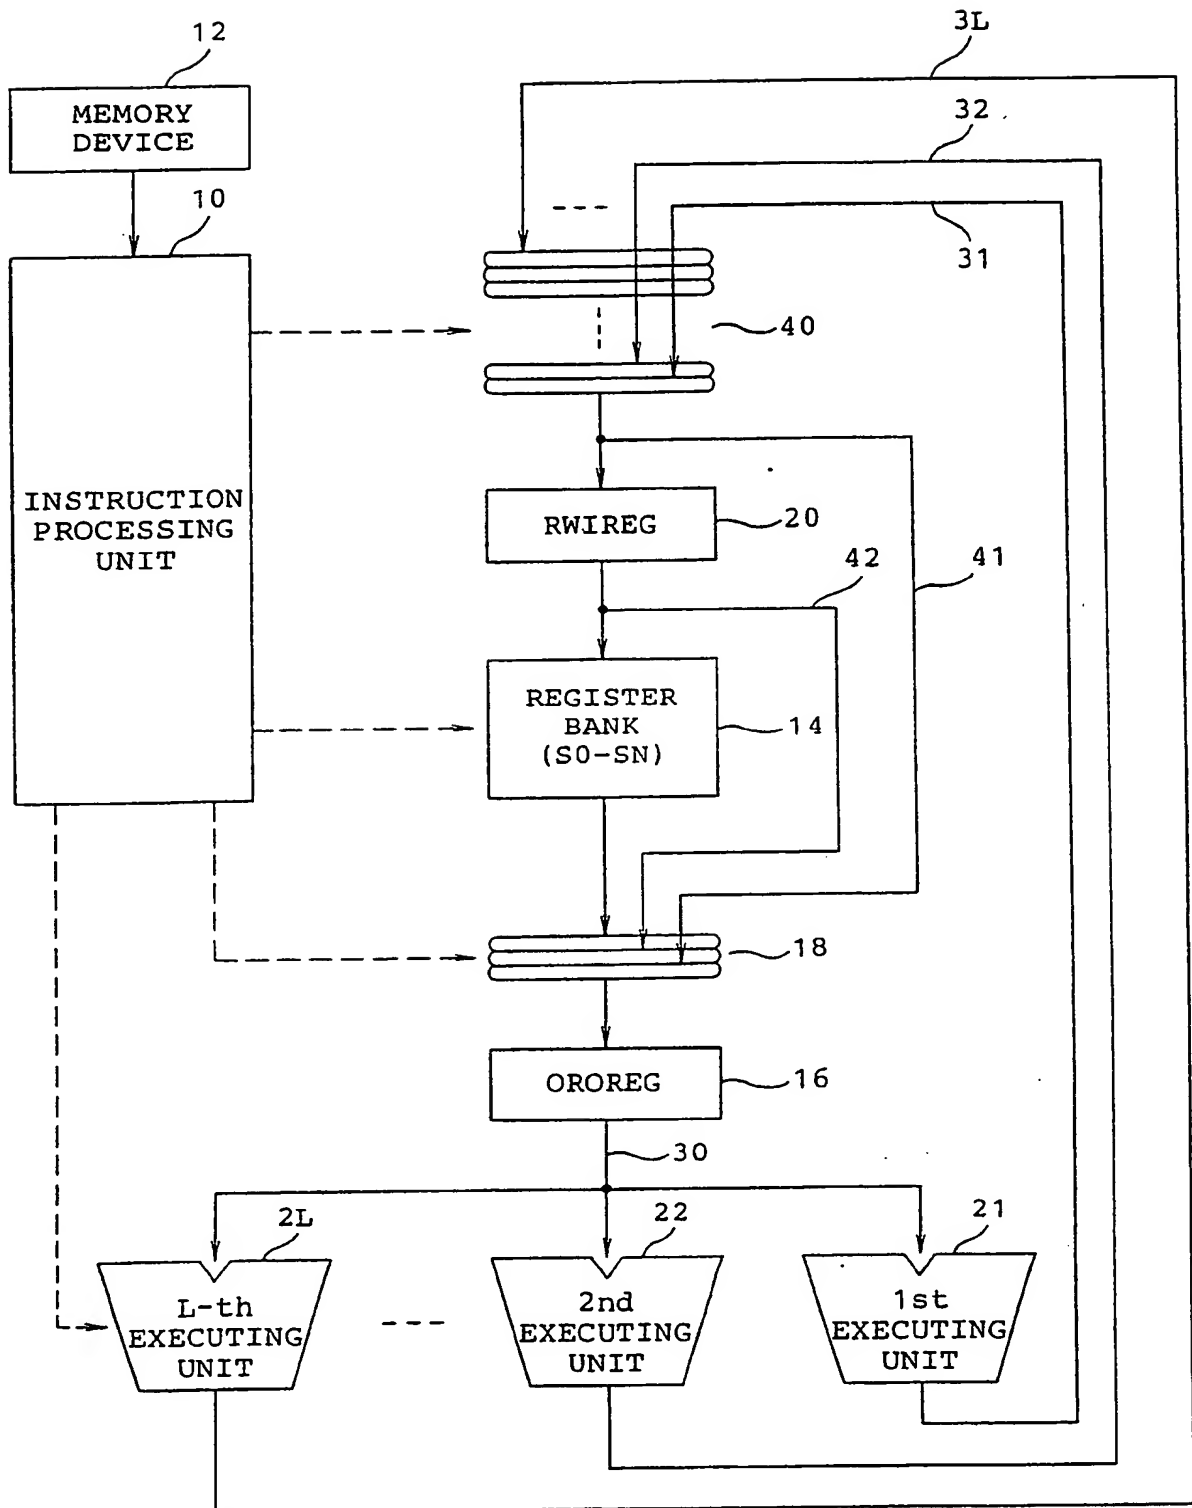 3L
12
MEMORY
DEVICE
32
10
31
40
INSTRUCTION
PROCESSING
UNIT
RWIREG
20
42
41
REGISTER
BANK
(S0-SN)
14
18
OROREG
16
30
2L
22
21
L-th
EXECUTING
UNIT
2nd
EXECUTING
UNIT
1st
EXECUTING
UNIT